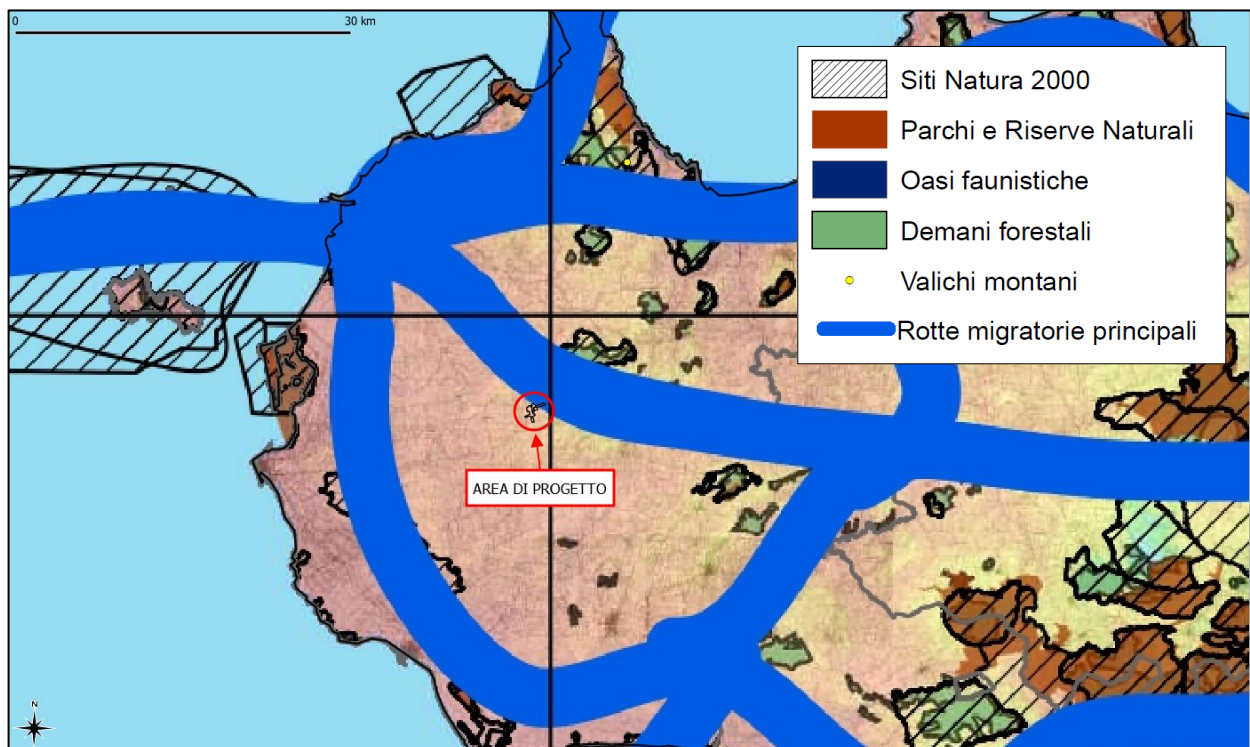 0 30 km
Siti Natura 2000
Parchi e Riserve Naturali
Oasi faunistiche
Demani forestali
Valichi montani
Rotte migratorie principali
AREA DI PROGETTO
N